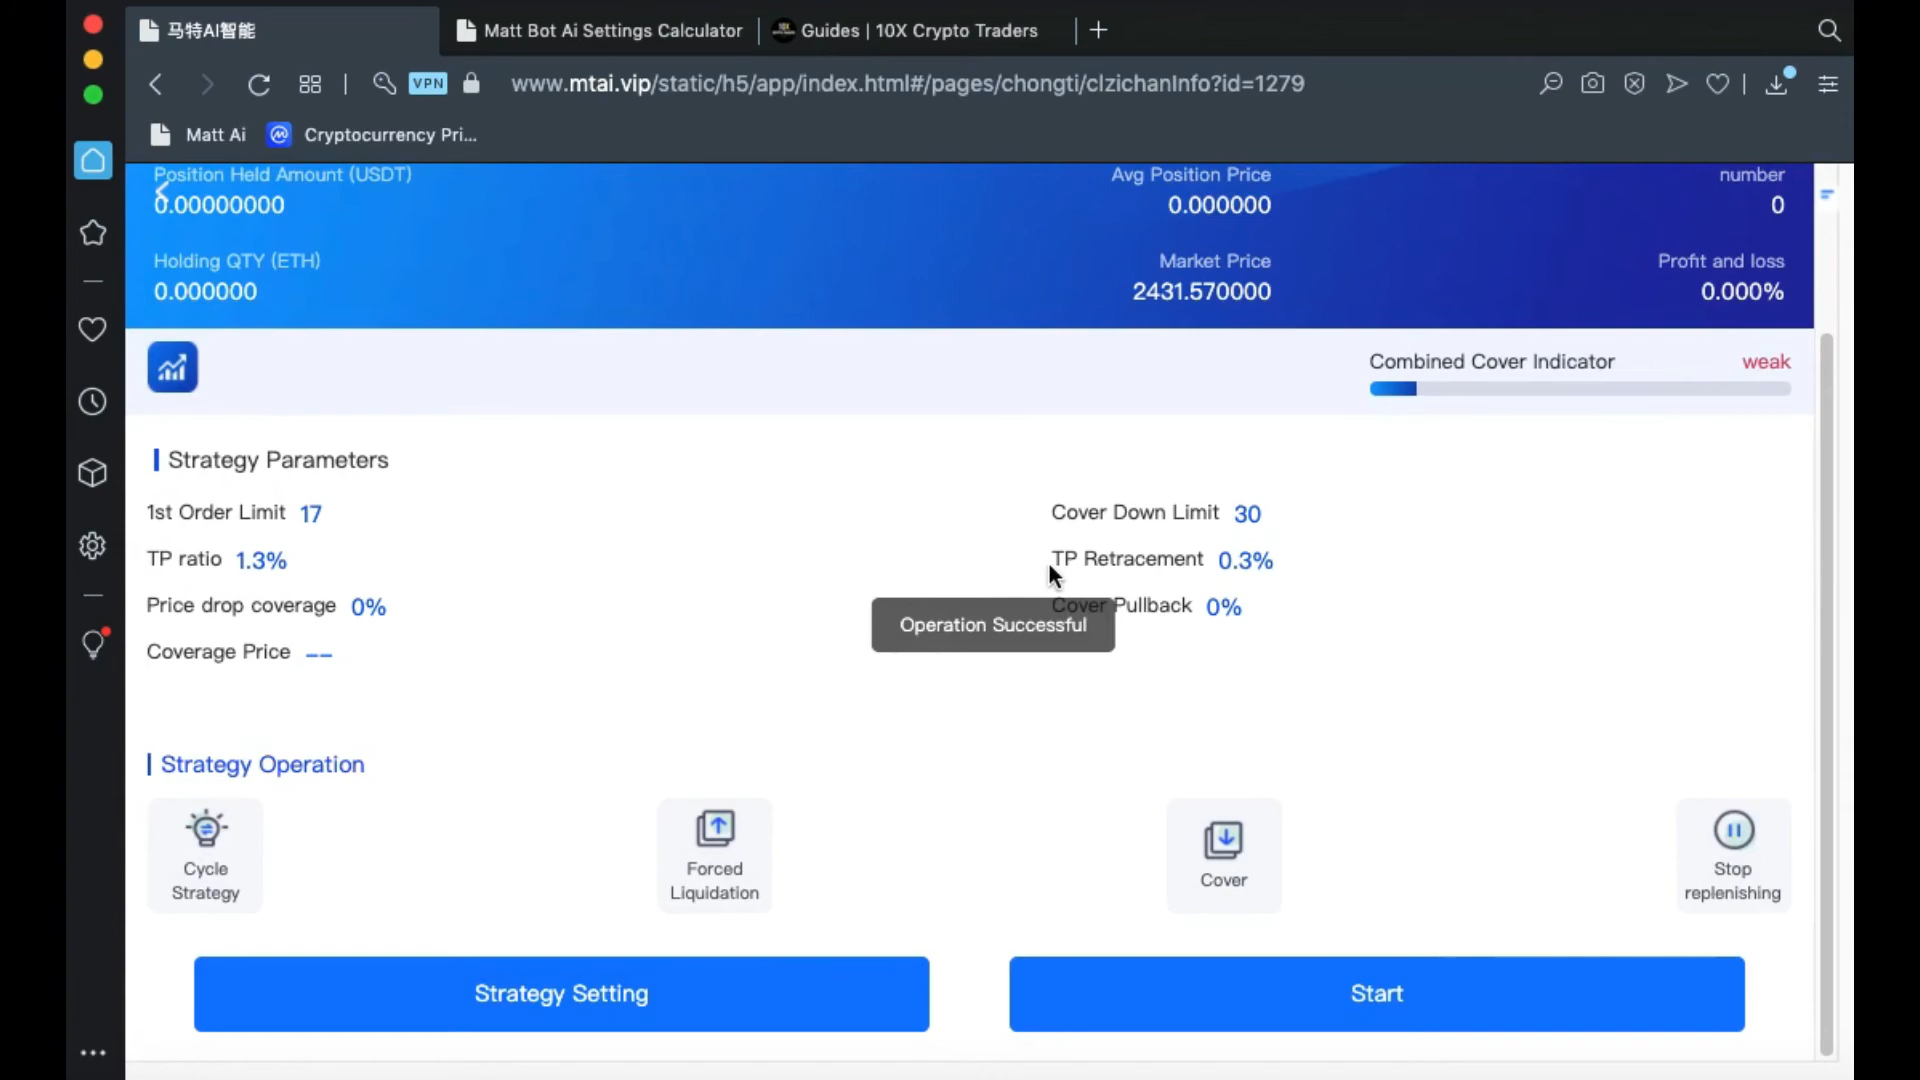 马特AI智能
Matt Bot Ai Settings Calculator
Guides | 10X Crypto Traders
VPN
www.mtai.vip/static/h5/app/index.html#/pages/chongti/clzichanInfo?id=1279
Matt Ai
Cryptocurrency Pri...
Position Held Amount (USDT)
Avg Position Price
number
0.00000000
0.000000
0
Holding QTY (ETH)
Market Price
Profit and loss
0.000000
2431.570000
0.000%
Combined Cover Indicator
weak
Strategy Parameters
1st Order Limit 17
Cover Down Limit 30
TP ratio 1.3%
TP Retracement 0.3%
Price drop coverage 0%
Cover Pullback 0%
Operation Successful
Coverage Price --
Strategy Operation
Cycle
Strategy
Forced
Liquidation
Cover
Stop
replenishing
Strategy Setting
Start